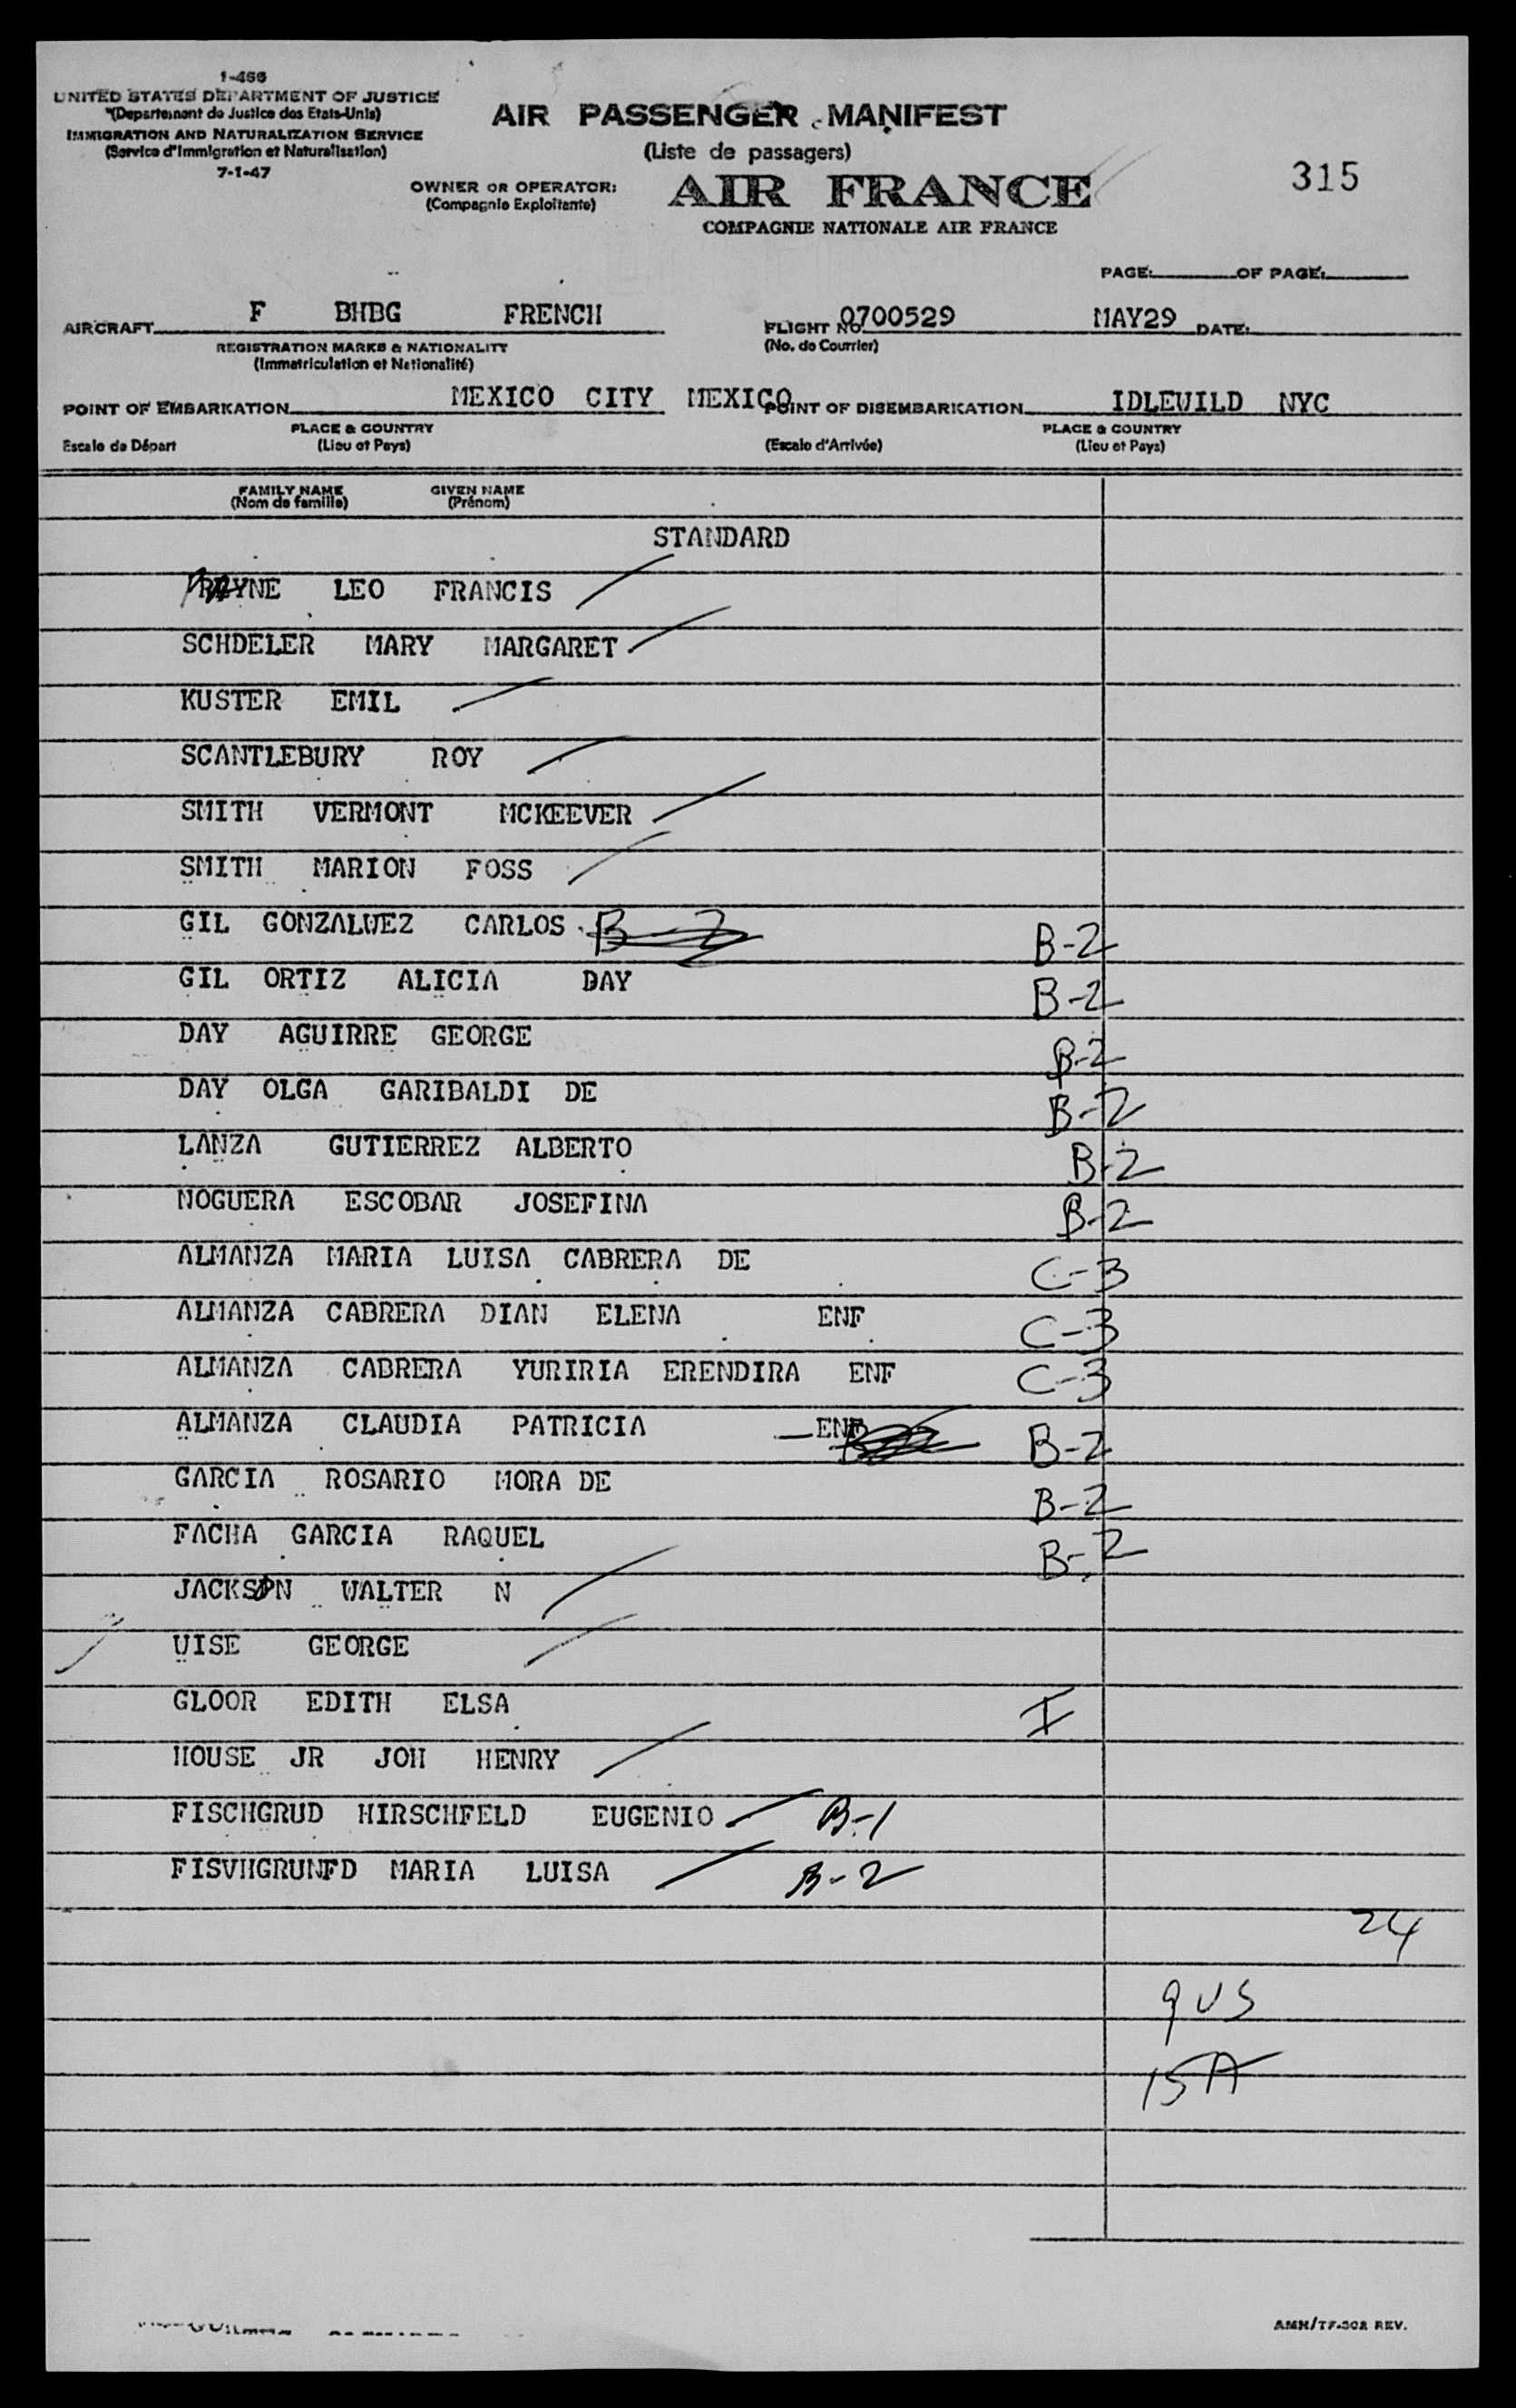 1-466
UNITED STATES DEPARTMENT OF JUSTICE
(Departement de Justice des Etats-Unis)
IMMIGRATION AND NATURALIZATION SERVICE
(Service d'Immigration et Naturalisation)
7-1-47
AIR PASSENGER MANIFEST
(Liste de passagers)
315
OWNER OR OPERATOR:
(Compagnie Exploitante)
AIR FRANCE
COMPAGNIE NATIONALE AIR FRANCE
PAGE: OF PAGE:
AIRCRAFT F BHBG FRENCH FLIGHT No. 0700529 MAY29 DATE:
REGISTRATION MARKS & NATIONALITY (No. de Courrier)
(Immatriculation et Nationalité)
POINT OF EMBARKATION MEXICO CITY MEXICO POINT OF DISEMBARKATION IDLEWILD NYC
PLACE & COUNTRY PLACE & COUNTRY
Escale de Départ (Lieu et Pays) (Escale d'Arrivée) (Lieu et Pays)
FAMILY NAME GIVEN NAME
(Nom de famille) (Prénom)
STANDARD
LEO FRANCIS
SCHDELER MARY MARGARET
KUSTER EMIL
SCANTLEBURY ROY
SMITH VERMONT MCKEEVER
SMITH MARION FOSS
GIL GONZALWEZ CARLOS B-2 B-2
GIL ORTIZ ALICIA DAY B-2
DAY AGUIRRE GEORGE B-2
DAY OLGA GARIBALDI DE B-2
LANZA GUTIERREZ ALBERTO B-2
NOGUERA ESCOBAR JOSEFINA B-2
ALMANZA MARIA LUISA CABRERA DE C-3
ALMANZA CABRERA DIAN ELENA ENF C-3
ALMANZA CABRERA YURIRIA ERENDIRA ENF C-3
ALMANZA CLAUDIA PATRICIA ENF B-2
GARCIA ROSARIO MORA DE B-2
FACHA GARCIA RAQUEL B-2
JACKSON WALTER N
WISE GEORGE
GLOOR EDITH ELSA I
HOUSE JR JOH HENRY
FISCHGRUD HIRSCHFELD EUGENIO B-1
FISVHGRUNFD MARIA LUISA B-2
24
9 US
15A
AMN/TF-302 REV.